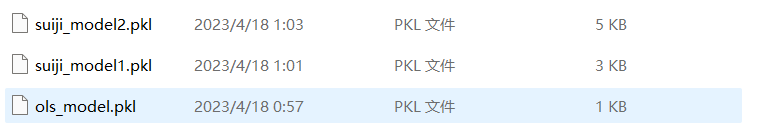 suiji_model2.pkl 2023/4/18 1:03 PKL 文件 5 KB
suiji_model1.pkl 2023/4/18 1:01 PKL 文件 3 KB
ols_model.pkl 2023/4/18 0:57 PKL 文件 1 KB